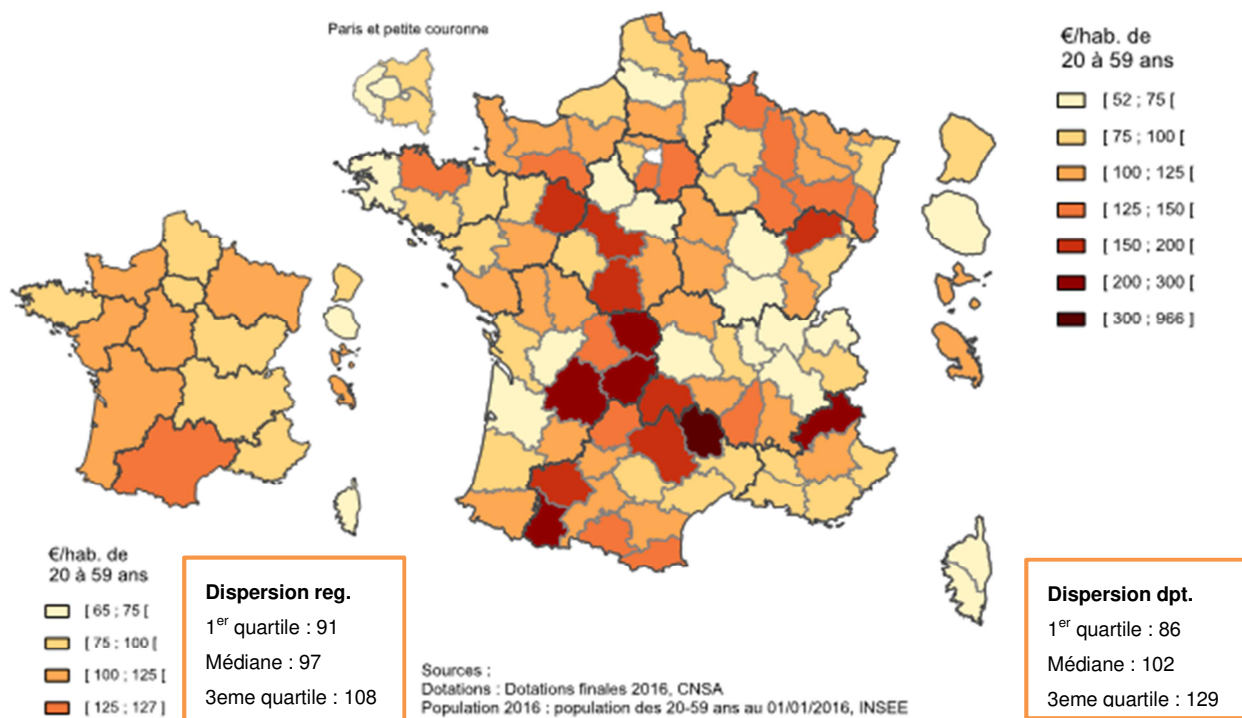 Paris et petite couronne
€/hab. de
20 à 59 ans
[ 52 ; 75 [
[ 75 ; 100 [
[ 100 ; 125 [
[ 125 ; 150 [
[ 150 ; 200 [
[ 200 ; 300 [
[ 300 ; 966 ]
€/hab. de
20 à 59 ans
[ 65 ; 75 [
[ 75 ; 100 [
[ 100 ; 125 [
[ 125 ; 127 ]
Dispersion reg.
1er quartile : 91
Médiane : 97
3eme quartile : 108
Sources :
Dotations : Dotations finales 2016, CNSA
Population 2016 : population des 20-59 ans au 01/01/2016, INSEE
Dispersion dpt.
1er quartile : 86
Médiane : 102
3eme quartile : 129